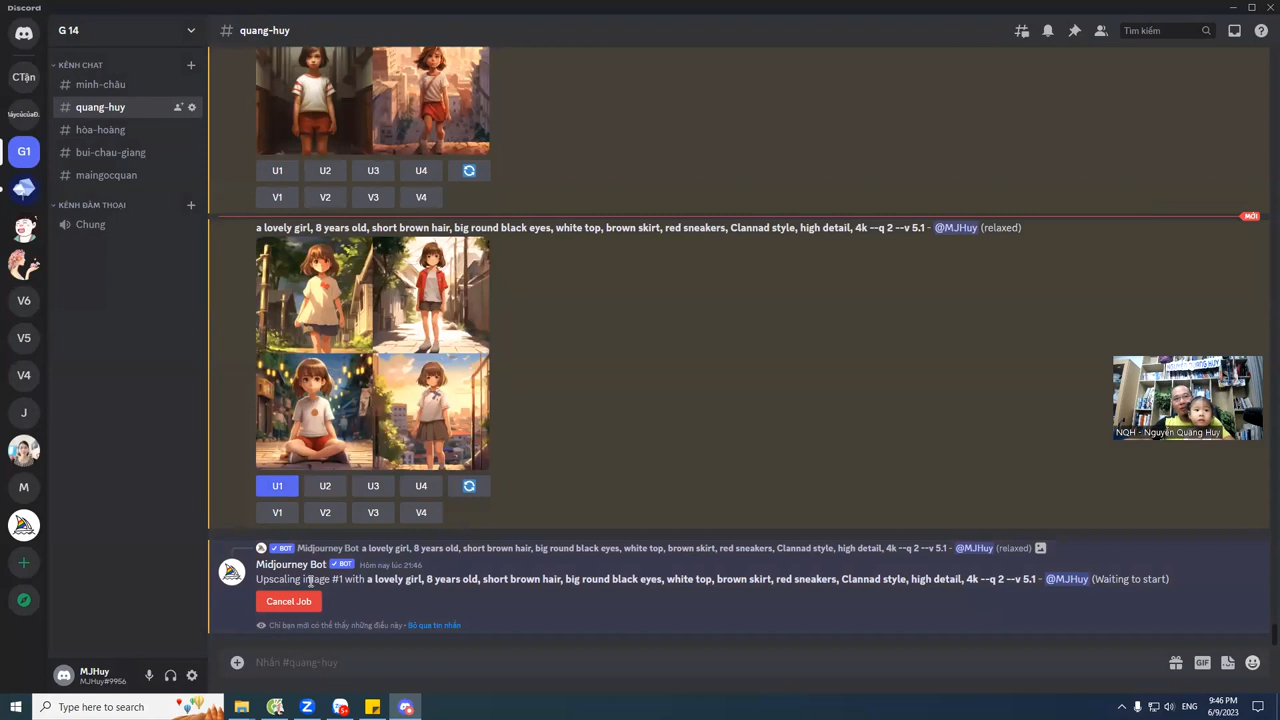 Discord
G 14
# quang-huy
Tìm kiếm
KÊNH CHAT
CTận
# minh-châu
# quang-huy
# hòa-hoàng
G1
# bui-chau-giang
# maingocquan
KÊNH ĐÀM THOẠI
Chung
V6
V5
V4
J
M
U1 U2 U3 U4
V1 V2 V3 V4
MỚI
a lovely girl, 8 years old, short brown hair, big round black eyes, white top, brown skirt, red sneakers, Clannad style, high detail, 4k --q 2 --v 5.1 - @MJHuy (relaxed)
U1 U2 U3 U4
V1 V2 V3 V4
NGUYỄN QUANG HUY
NQH - Nguyễn Quang Huy
BOT Midjourney Bot a lovely girl, 8 years old, short brown hair, big round black eyes, white top, brown skirt, red sneakers, Clannad style, high detail, 4k --q 2 --v 5.1 - @MJHuy (relaxed)
Midjourney Bot BOT Hôm nay lúc 21:46
Upscaling image #1 with a lovely girl, 8 years old, short brown hair, big round black eyes, white top, brown skirt, red sneakers, Clannad style, high detail, 4k --q 2 --v 5.1 - @MJHuy (Waiting to start)
Cancel Job
Chỉ bạn mới có thể thấy những điều này • Bỏ qua tin nhắn
Nhắn #quang-huy
GIF
MJHuy
MJHuy#9956
Type here to search
5+
ENG
9:46 PM
6/9/2023